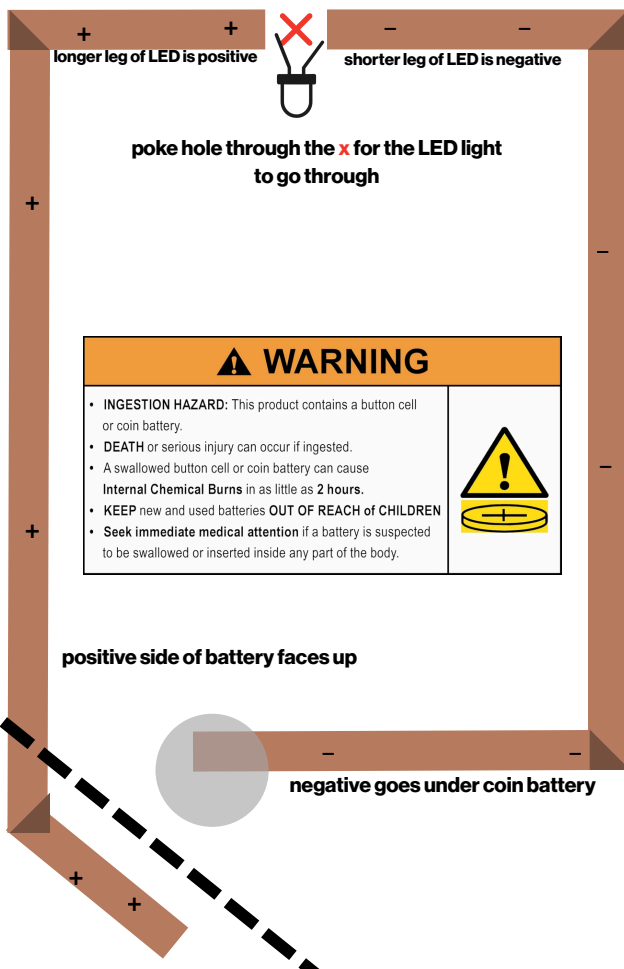 + + – –
longer leg of LED is positive
shorter leg of LED is negative
poke hole through the x for the LED light
to go through
+
–
WARNING
• INGESTION HAZARD: This product contains a button cell
or coin battery.
• DEATH or serious injury can occur if ingested.
• A swallowed button cell or coin battery can cause
Internal Chemical Burns in as little as 2 hours.
• KEEP new and used batteries OUT OF REACH of CHILDREN
• Seek immediate medical attention if a battery is suspected
to be swallowed or inserted inside any part of the body.
–
+
positive side of battery faces up
– –
negative goes under coin battery
+
+